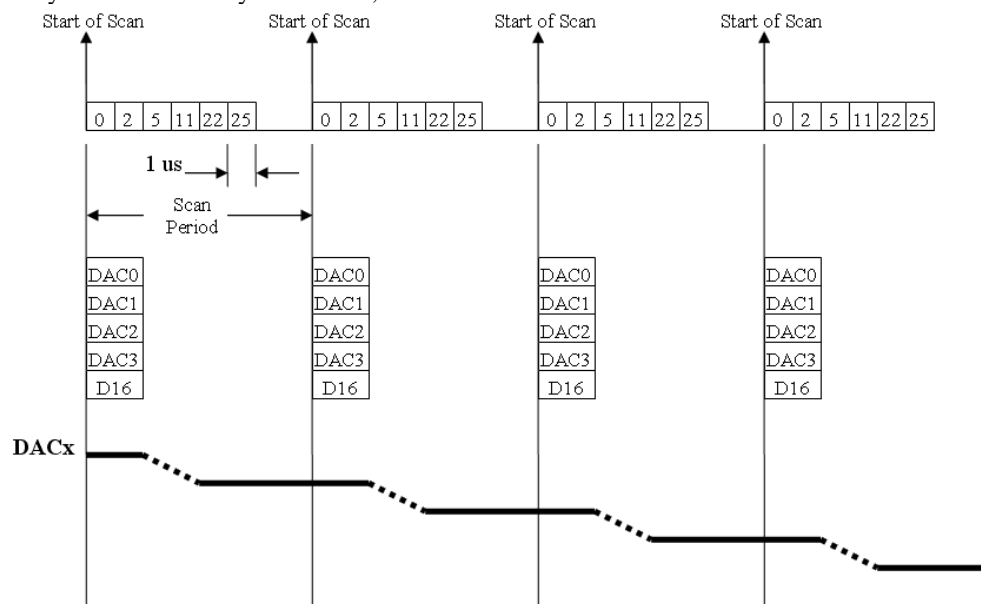 Start of Scan Start of Scan Start of Scan Start of Scan
0 2 5 11 22 25 0 2 5 11 22 25 0 2 5 11 22 25 0 2 5 11 22 25
1 us
Scan
Period
DAC0 DAC0 DAC0 DAC0
DAC1 DAC1 DAC1 DAC1
DAC2 DAC2 DAC2 DAC2
DAC3 DAC3 DAC3 DAC3
D16 D16 D16 D16
DACx